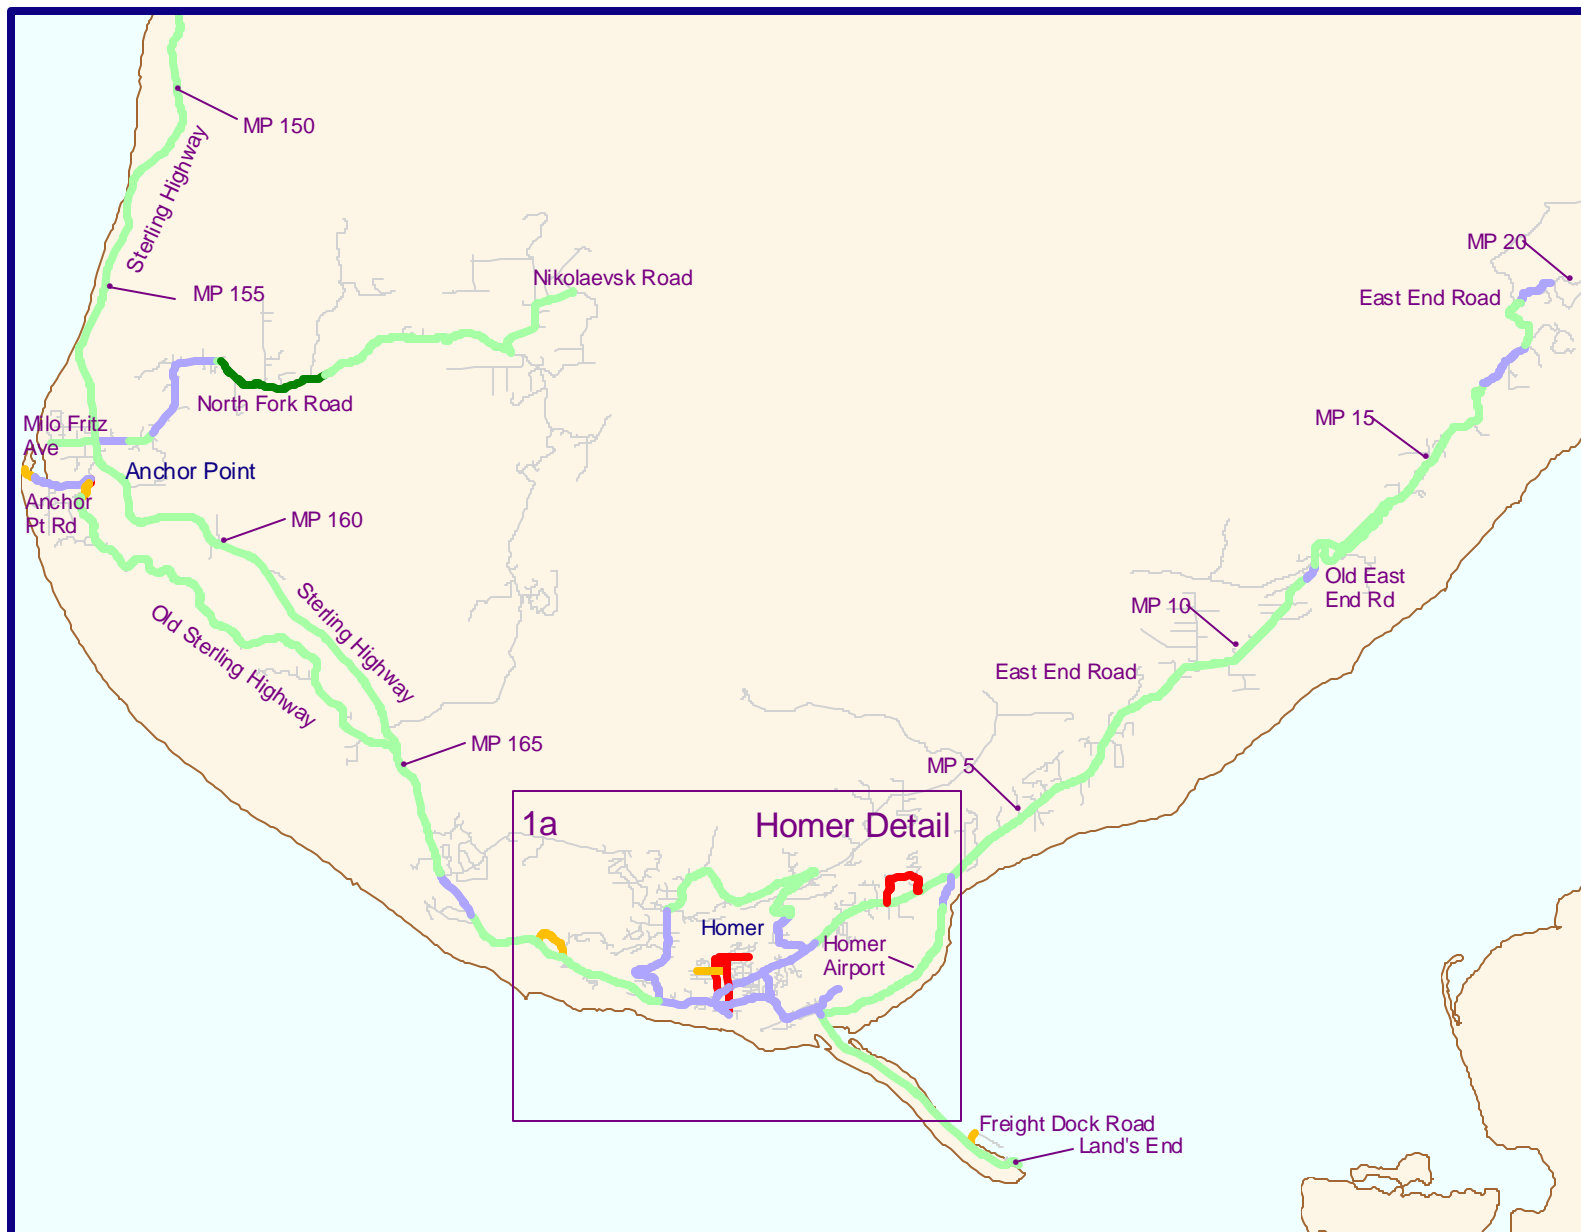 MP 150
Sterling Highway
MP 20
Nikolaevsk Road
MP 155
East End Road
North Fork Road
MP 15
Milo Fritz
Ave
Anchor Point
Anchor
Pt Rd
MP 160
Old East
End Rd
MP 10
Sterling Highway
Old Sterling Highway
East End Road
MP 165
MP 5
1a
Homer Detail
Homer
Homer
Airport
Freight Dock Road
Land's End